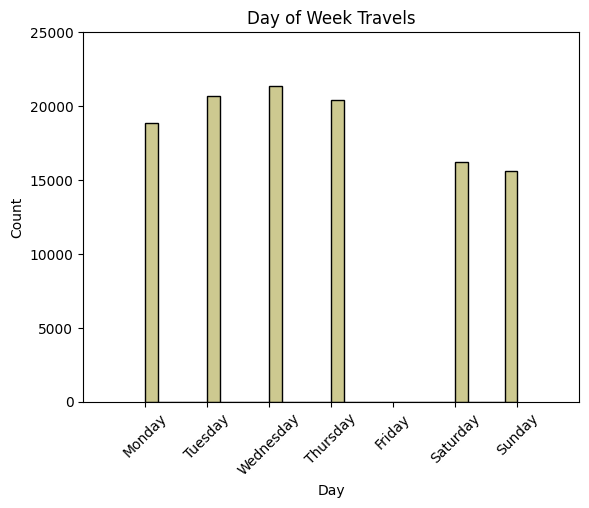 Day of Week Travels
25000
20000
15000
10000
5000
0
Count
Monday
Tuesday
Wednesday
Thursday
Friday
Saturday
Sunday
Day